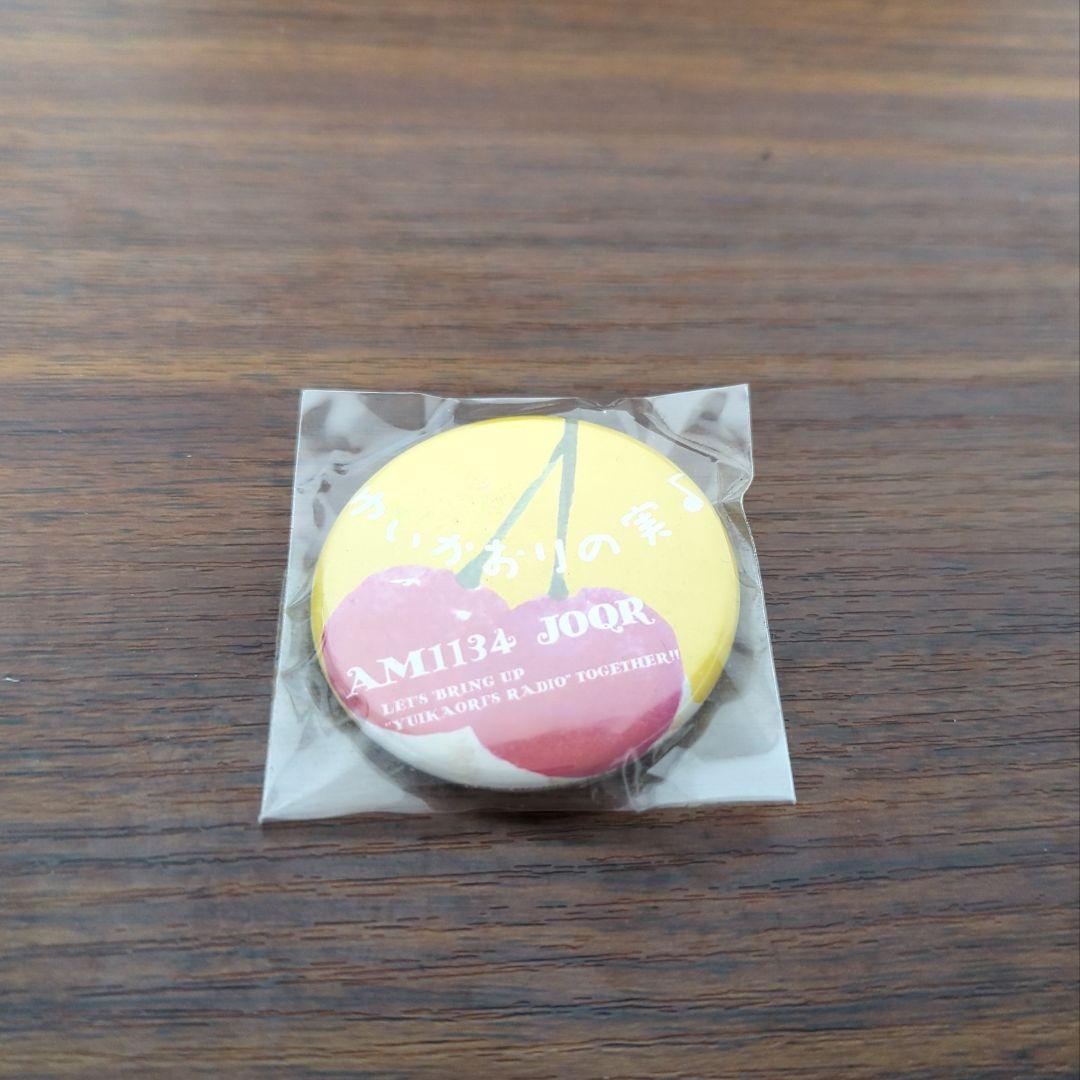 ゆいかおりの実♪
AM1134 JOQR
LET'S BRING UP
"YUIKAORI'S RADIO" TOGETHER!!